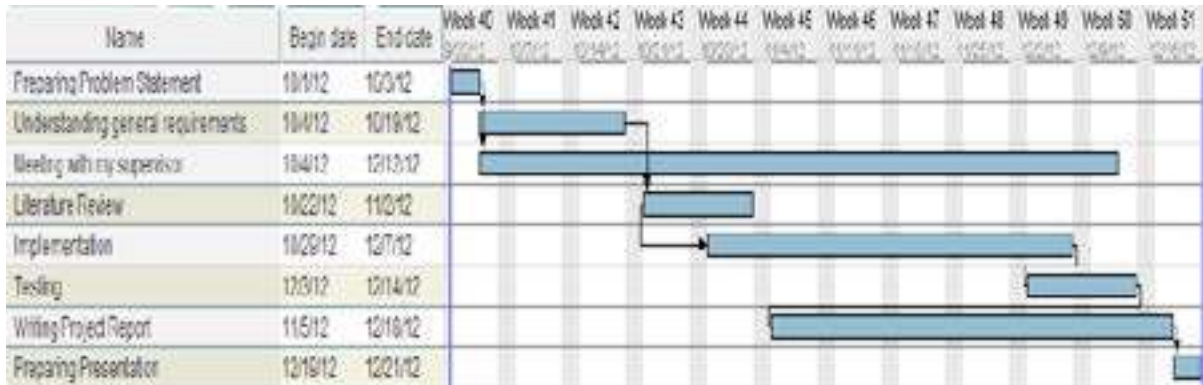 Name Begin date End date Week 40 Week 41 Week 42 Week 43 Week 44 Week 45 Week 46 Week 47 Week 48 Week 49 Week 50 Week 51
Preparing Problem Statement 10/1/12 10/3/12
Understanding general requirements 10/4/12 10/19/12
Meeting with my supervisor 10/4/12 12/12/12
Literature Review 10/22/12 11/2/12
Implementation 10/29/12 12/7/12
Testing 12/3/12 12/14/12
Writing Project Report 11/5/12 12/18/12
Preparing Presentation 12/19/12 12/21/12